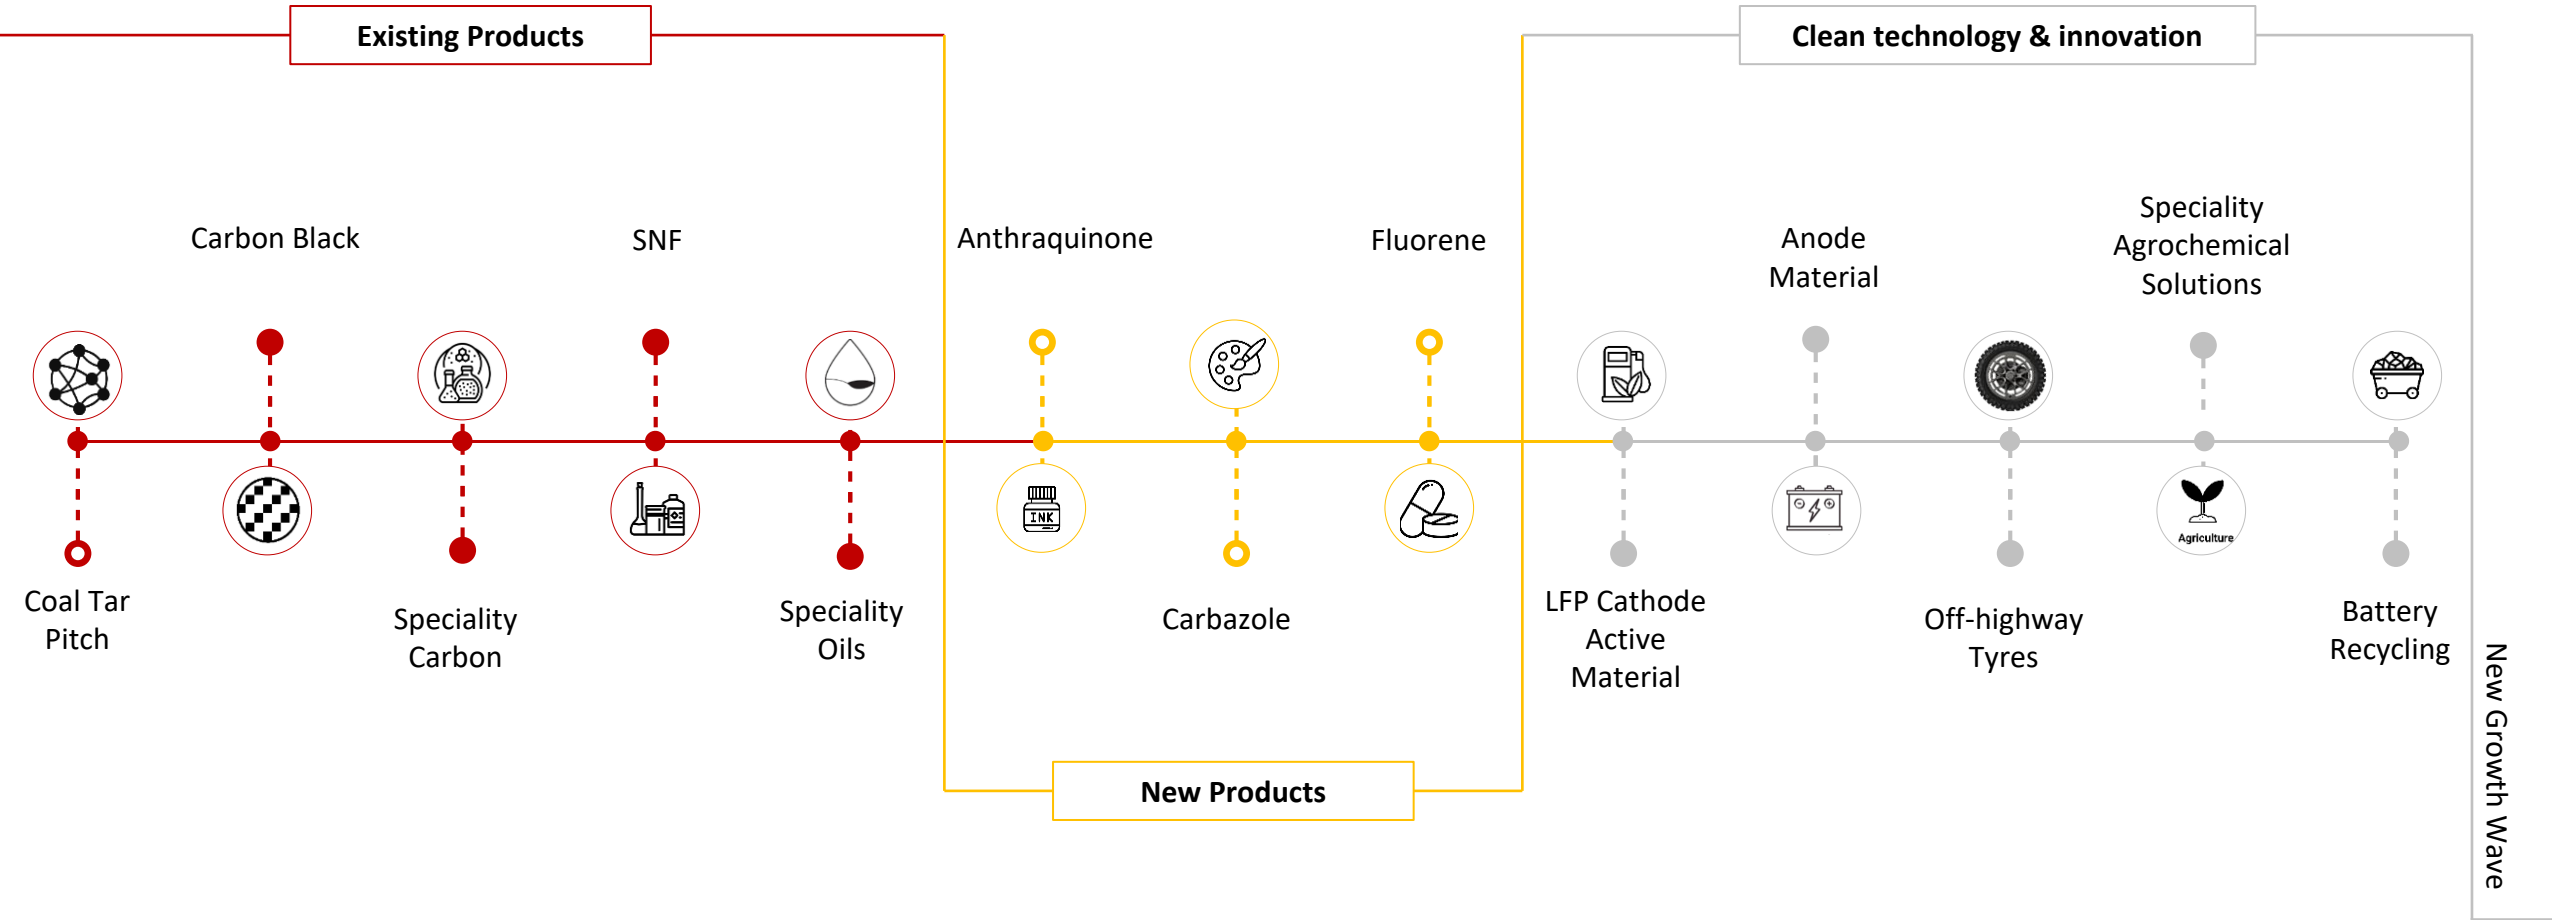 Existing Products
Clean technology & innovation
Carbon Black
SNF
Anthraquinone
Fluorene
Anode
Material
Speciality
Agrochemical
Solutions
INK
Agriculture
Coal Tar
Pitch
Speciality
Carbon
Speciality
Oils
Carbazole
LFP Cathode
Active
Material
Off-highway
Tyres
Battery
Recycling
New Products
New Growth Wave